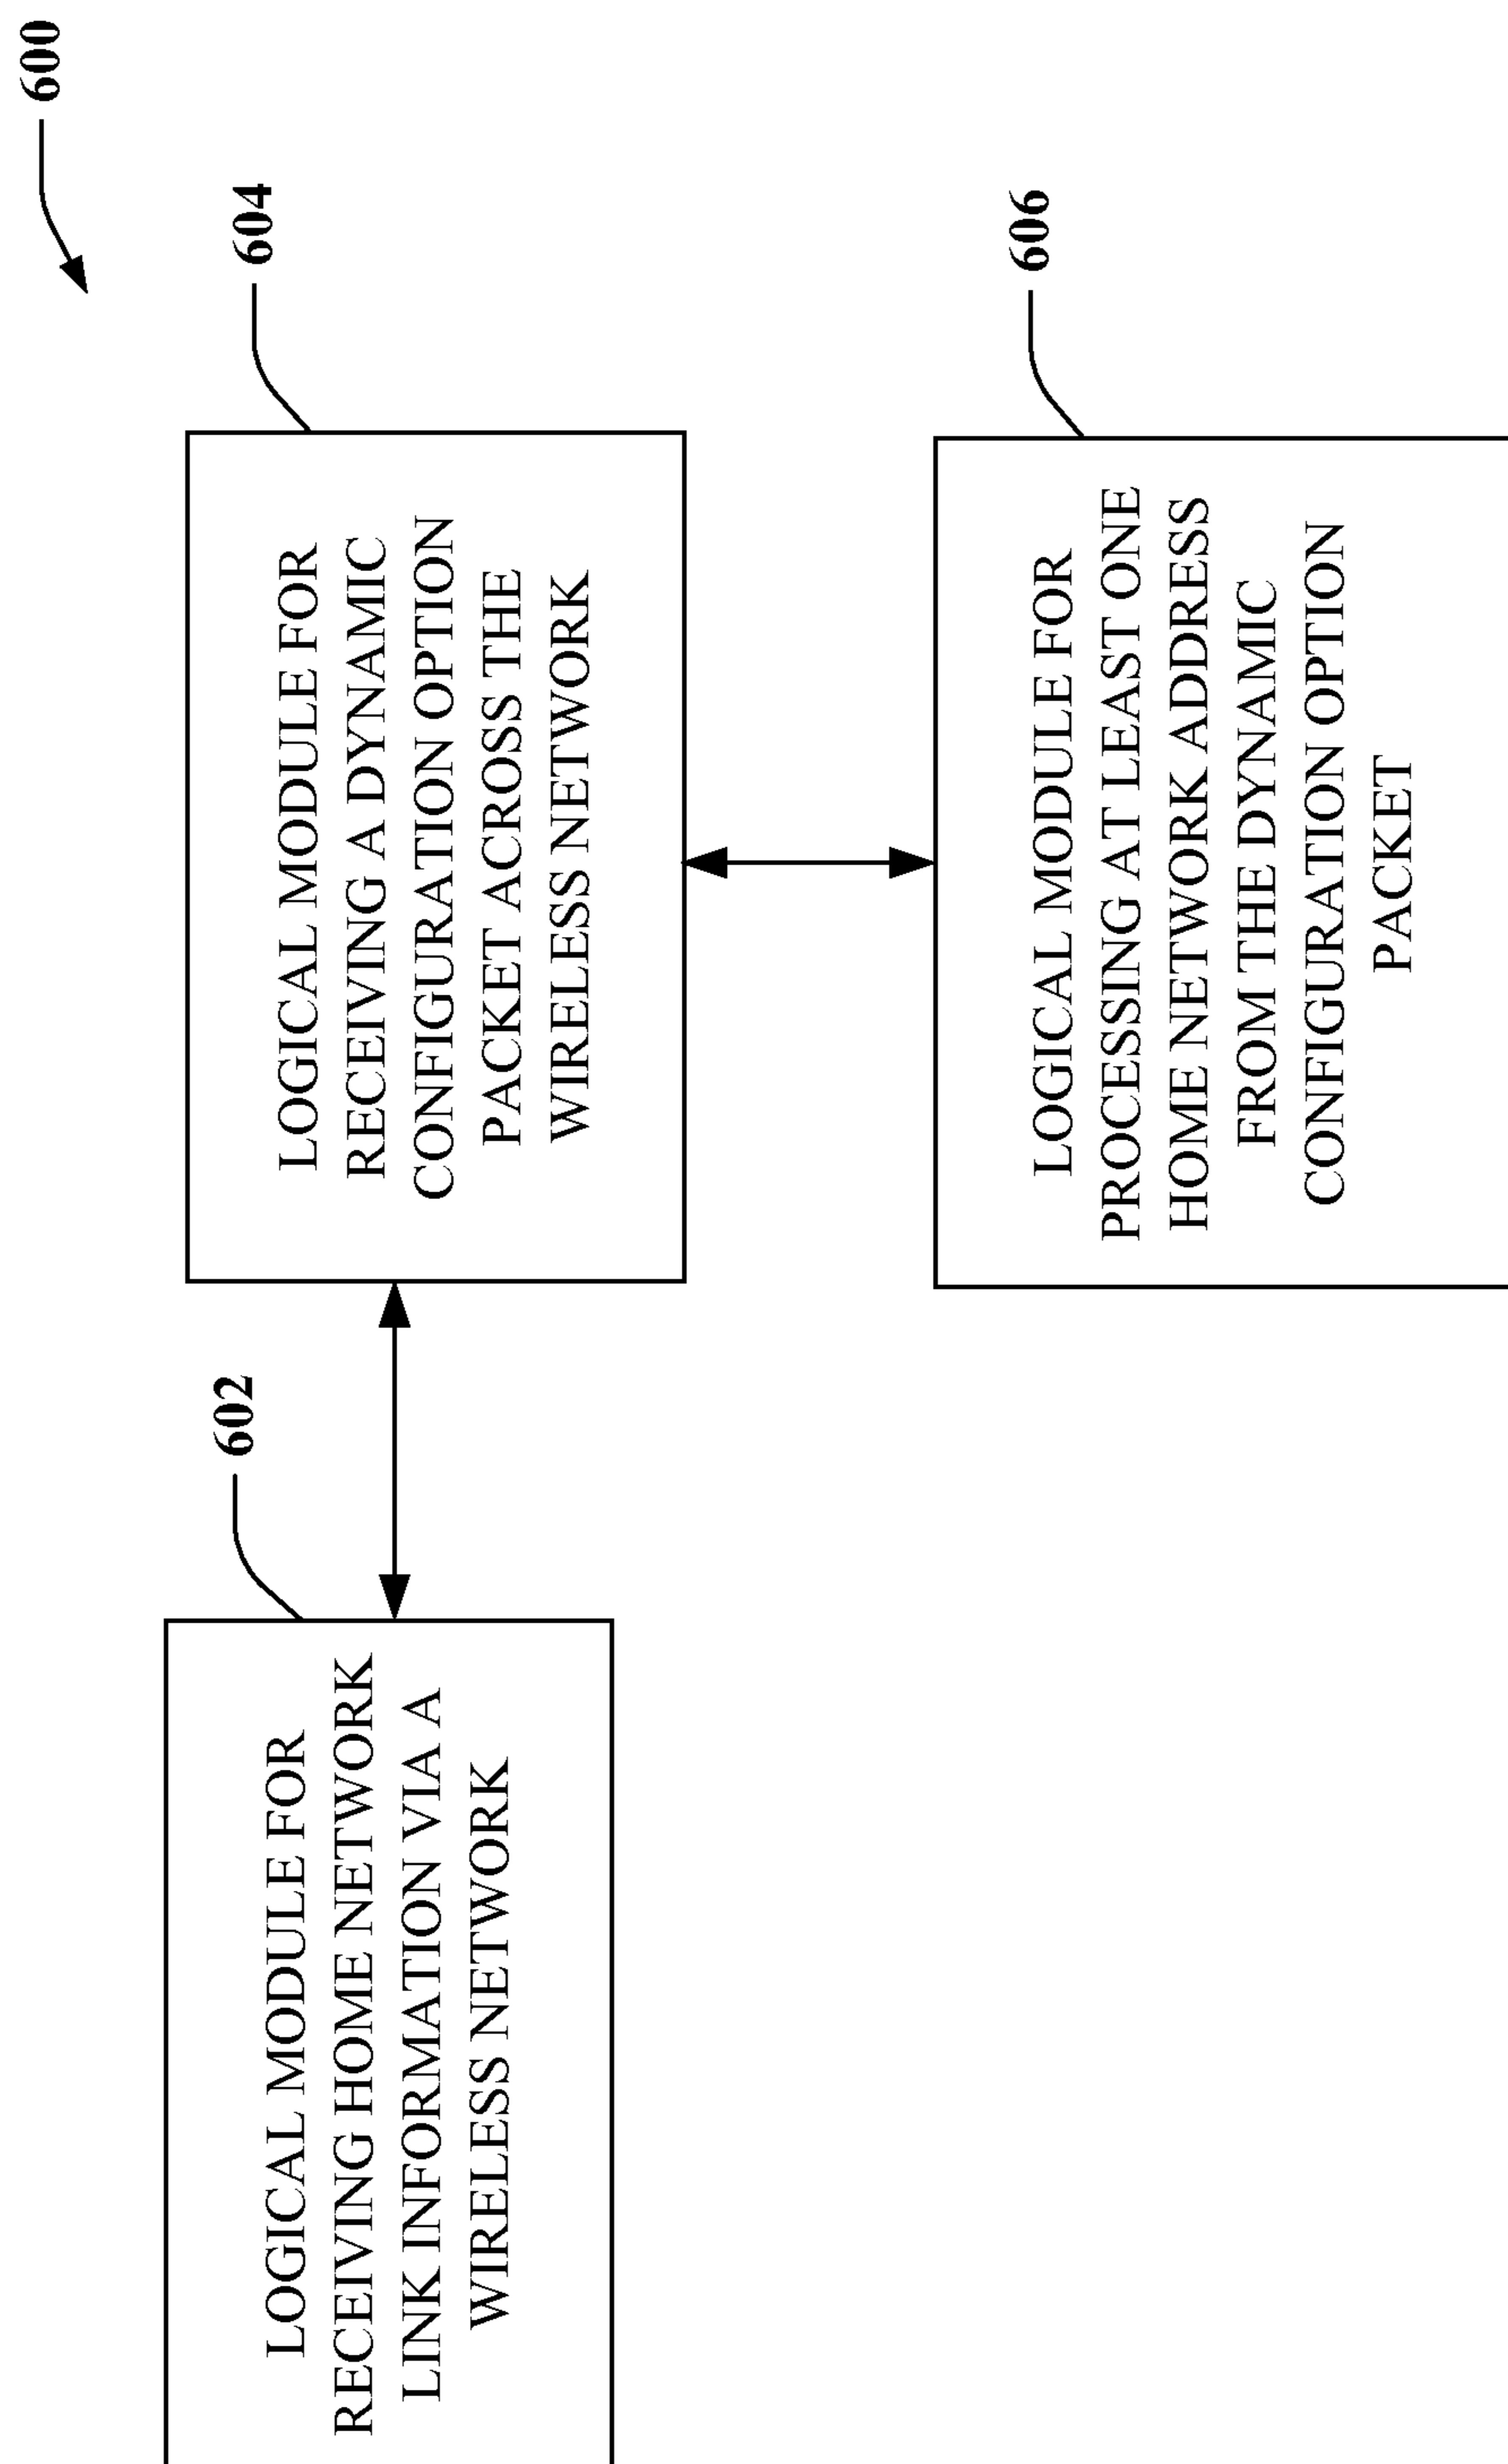 600
602
LOGICAL MODULE FOR
RECEIVING HOME NETWORK
LINK INFORMATION VIA A
WIRELESS NETWORK
604
LOGICAL MODULE FOR
RECEIVING A DYNAMIC
CONFIGURATION OPTION
PACKET ACROSS THE
WIRELESS NETWORK
606
LOGICAL MODULE FOR
PROCESSING AT LEAST ONE
HOME NETWORK ADDRESS
FROM THE DYNAMIC
CONFIGURATION OPTION
PACKET